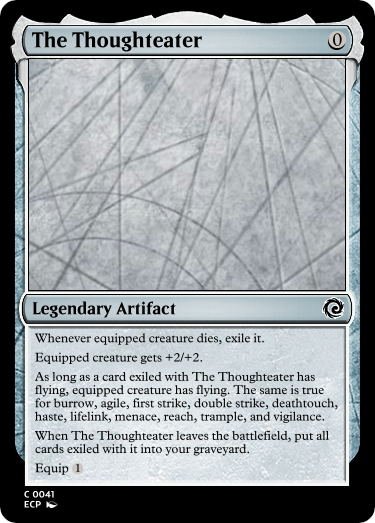 The Thoughteater 0
Legendary Artifact
Whenever equipped creature dies, exile it.
Equipped creature gets +2/+2.
As long as a card exiled with The Thoughteater has
flying, equipped creature has flying. The same is true
for burrow, agile, first strike, double strike, deathtouch,
haste, lifelink, menace, reach, trample, and vigilance.
When The Thoughteater leaves the battlefield, put all
cards exiled with it into your graveyard.
Equip 1
C 0041
ECP